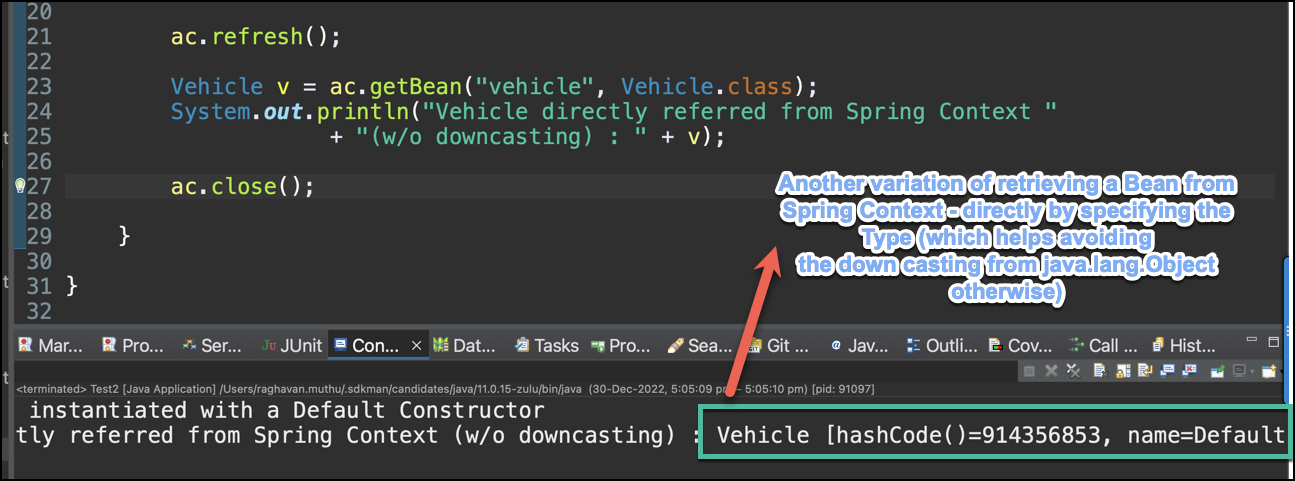 20
21 ac.refresh();
22
23 Vehicle v = ac.getBean("vehicle", Vehicle.class);
24 System.out.println("Vehicle directly referred from Spring Context "
25 + "(w/o downcasting) : " + v);
26
27 ac.close();
28
29 }
30
31 }
32
Another variation of retrieving a Bean from
Spring Context - directly by specifying the
Type (which helps avoiding
the down casting from java.lang.Object
otherwise)
Mar... Pro... Ser... JUnit Con... Dat... Tasks Pro... Sea... Git ... Jav... Outli... Cov... Call ... Hist...
<terminated> Test2 [Java Application] /Users/raghavan.muthu/.sdkman/candidates/java/11.0.15-zulu/bin/java (30-Dec-2022, 5:05:09 pm – 5:05:10 pm) [pid: 91097]
instantiated with a Default Constructor
tly referred from Spring Context (w/o downcasting) : Vehicle [hashCode()=914356853, name=Default